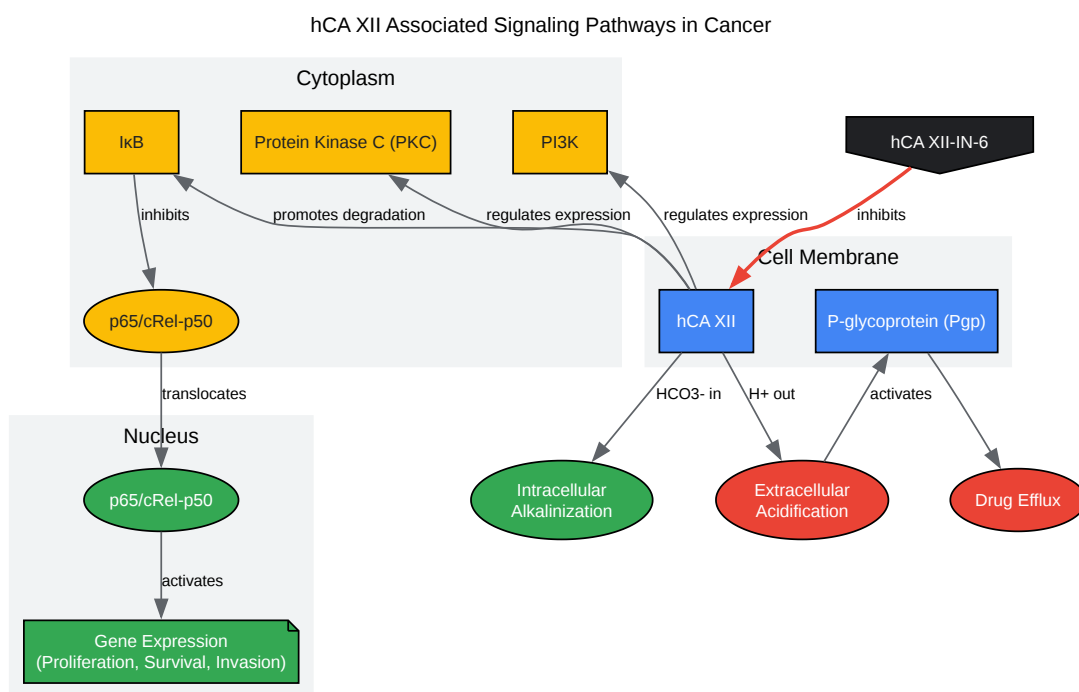 hCA XII Associated Signaling Pathways in Cancer
Cytoplasm
IκB
Protein Kinase C (PKC)
PI3K
hCA XII-IN-6
inhibits
promotes degradation
regulates expression
regulates expression
inhibits
Cell Membrane
p65/cRel-p50
hCA XII
P-glycoprotein (Pgp)
translocates
HCO3- in
H+ out
activates
Nucleus
p65/cRel-p50
Intracellular
Alkalinization
Extracellular
Acidification
Drug Efflux
activates
Gene Expression
(Proliferation, Survival, Invasion)